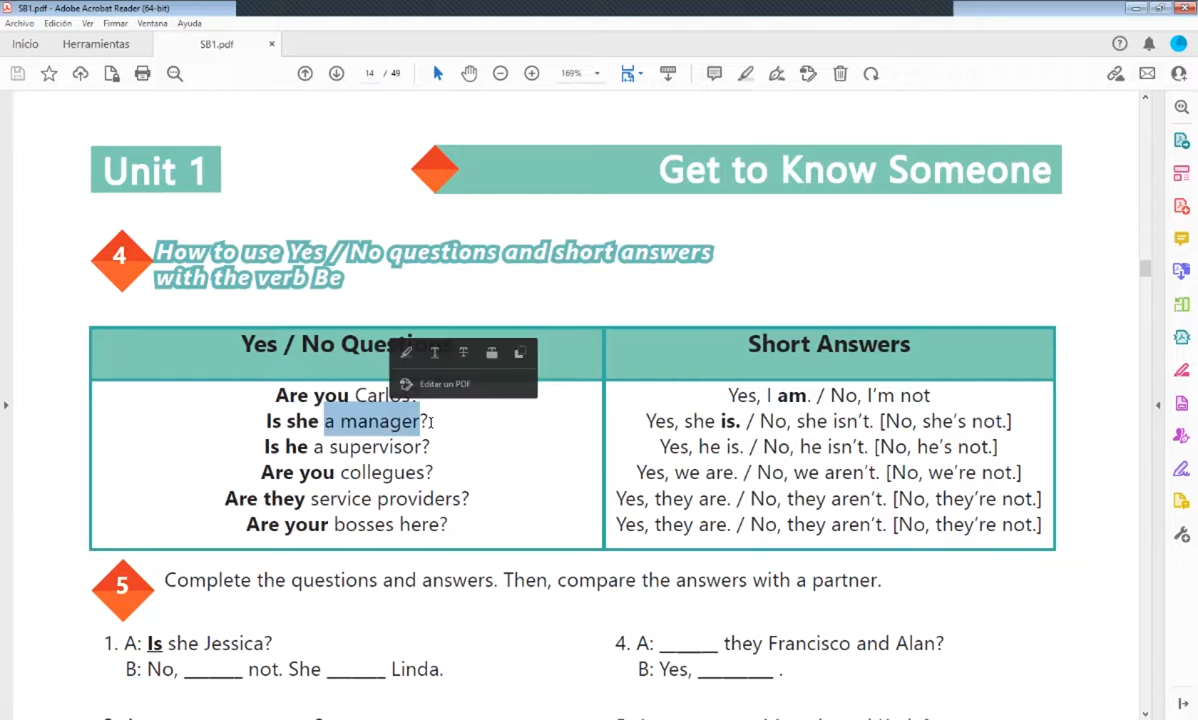 SB1.pdf - Adobe Acrobat Reader (64-bit)
Archivo Edición Ver Firmar Ventana Ayuda
Inicio Herramientas SB1.pdf ×
14 / 49 169%
Unit 1 Get to Know Someone
4 How to use Yes / No questions and short answers
with the verb Be
Yes / No Short Answers
Editar un PDF
Are you Carlos? Yes, I am. / No, I'm not
Is she a manager? Yes, she is. / No, she isn't. [No, she's not.]
Is he a supervisor? Yes, he is. / No, he isn't. [No, he's not.]
Are you collegues? Yes, we are. / No, we aren't. [No, we're not.]
Are they service providers? Yes, they are. / No, they aren't. [No, they're not.]
Are your bosses here? Yes, they are. / No, they aren't. [No, they're not.]
5 Complete the questions and answers. Then, compare the answers with a partner.
1. A: Is she Jessica?
B: No, ______ not. She ______ Linda.
4. A: ______ they Francisco and Alan?
B: Yes, ________ .